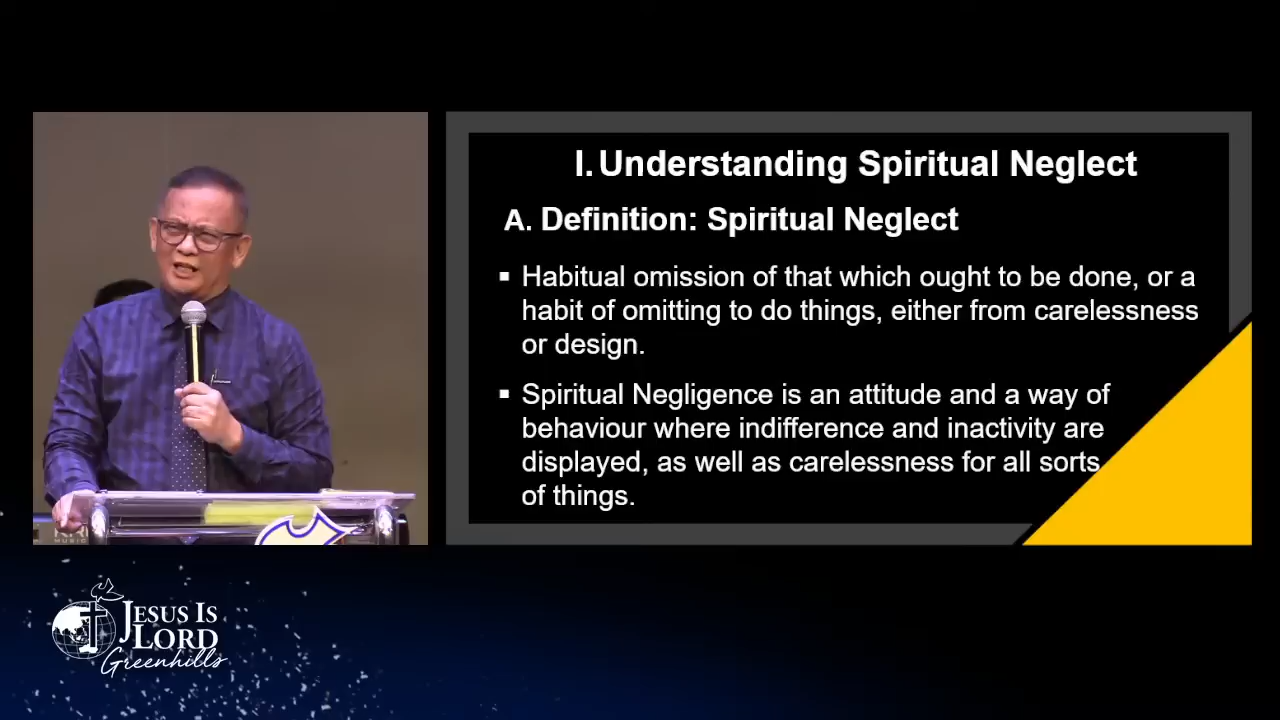 I. Understanding Spiritual Neglect
A. Definition: Spiritual Neglect
▪ Habitual omission of that which ought to be done, or a
habit of omitting to do things, either from carelessness
or design.
▪ Spiritual Negligence is an attitude and a way of
behaviour where indifference and inactivity are
displayed, as well as carelessness for all sorts
of things.
JESUS IS
LORD
Greenhills